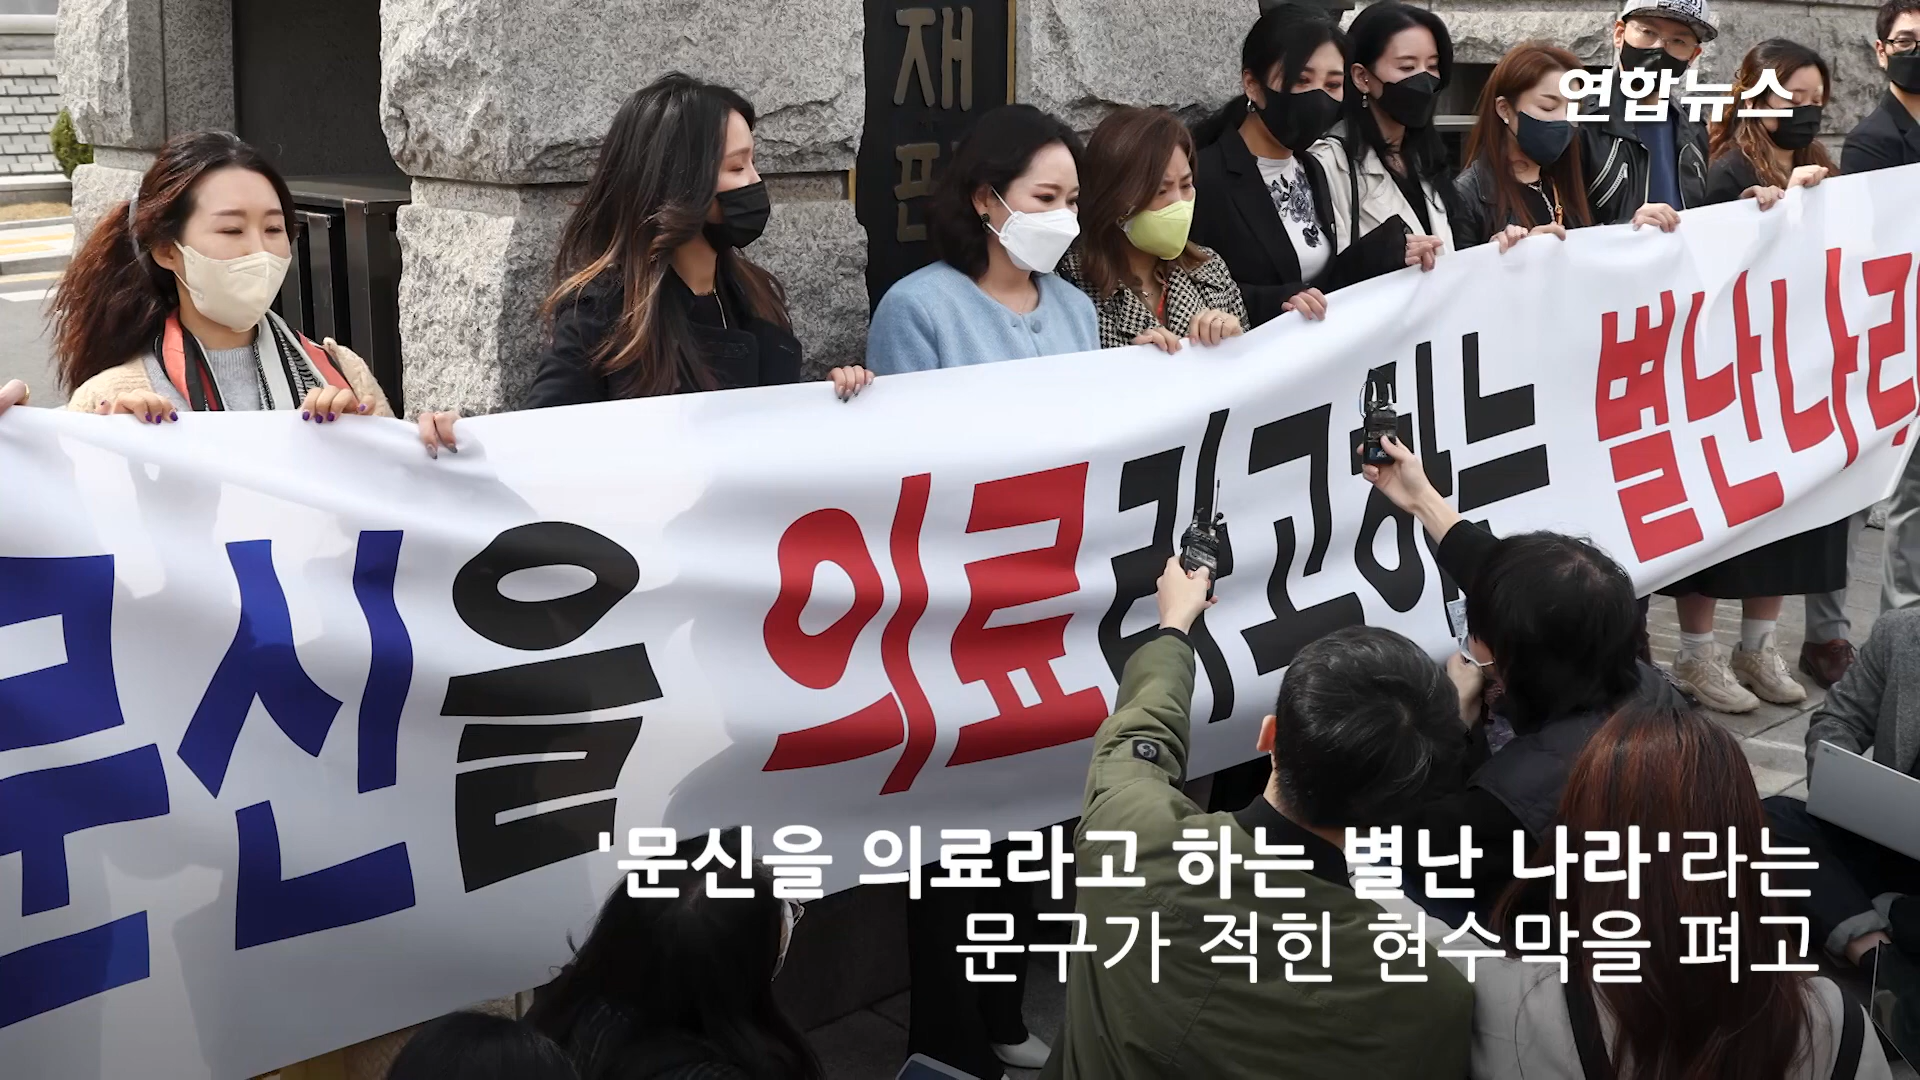 재판
연합뉴스
문신을 의료라고하는 별난나라
'문신을 의료라고 하는 별난 나라'라는
문구가 적힌 현수막을 펴고